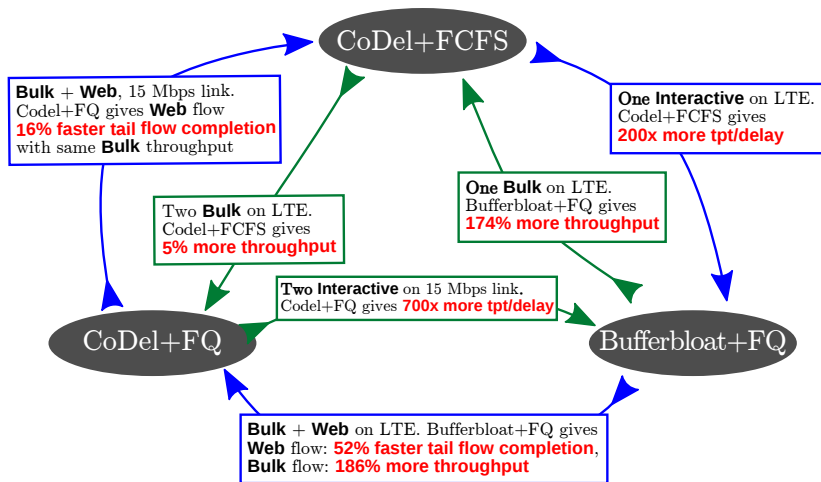 CoDel+FCFS
Bulk + Web, 15 Mbps link.
Codel+FQ gives Web flow
16% faster tail flow completion
with same Bulk throughput
One Interactive on LTE.
Codel+FCFS gives
200x more tpt/delay
Two Bulk on LTE.
Codel+FCFS gives
5% more throughput
One Bulk on LTE.
Bufferbloat+FQ gives
174% more throughput
Two Interactive on 15 Mbps link.
Codel+FQ gives 700x more tpt/delay
CoDel+FQ
Bufferbloat+FQ
Bulk + Web on LTE. Bufferbloat+FQ gives
Web flow: 52% faster tail flow completion,
Bulk flow: 186% more throughput